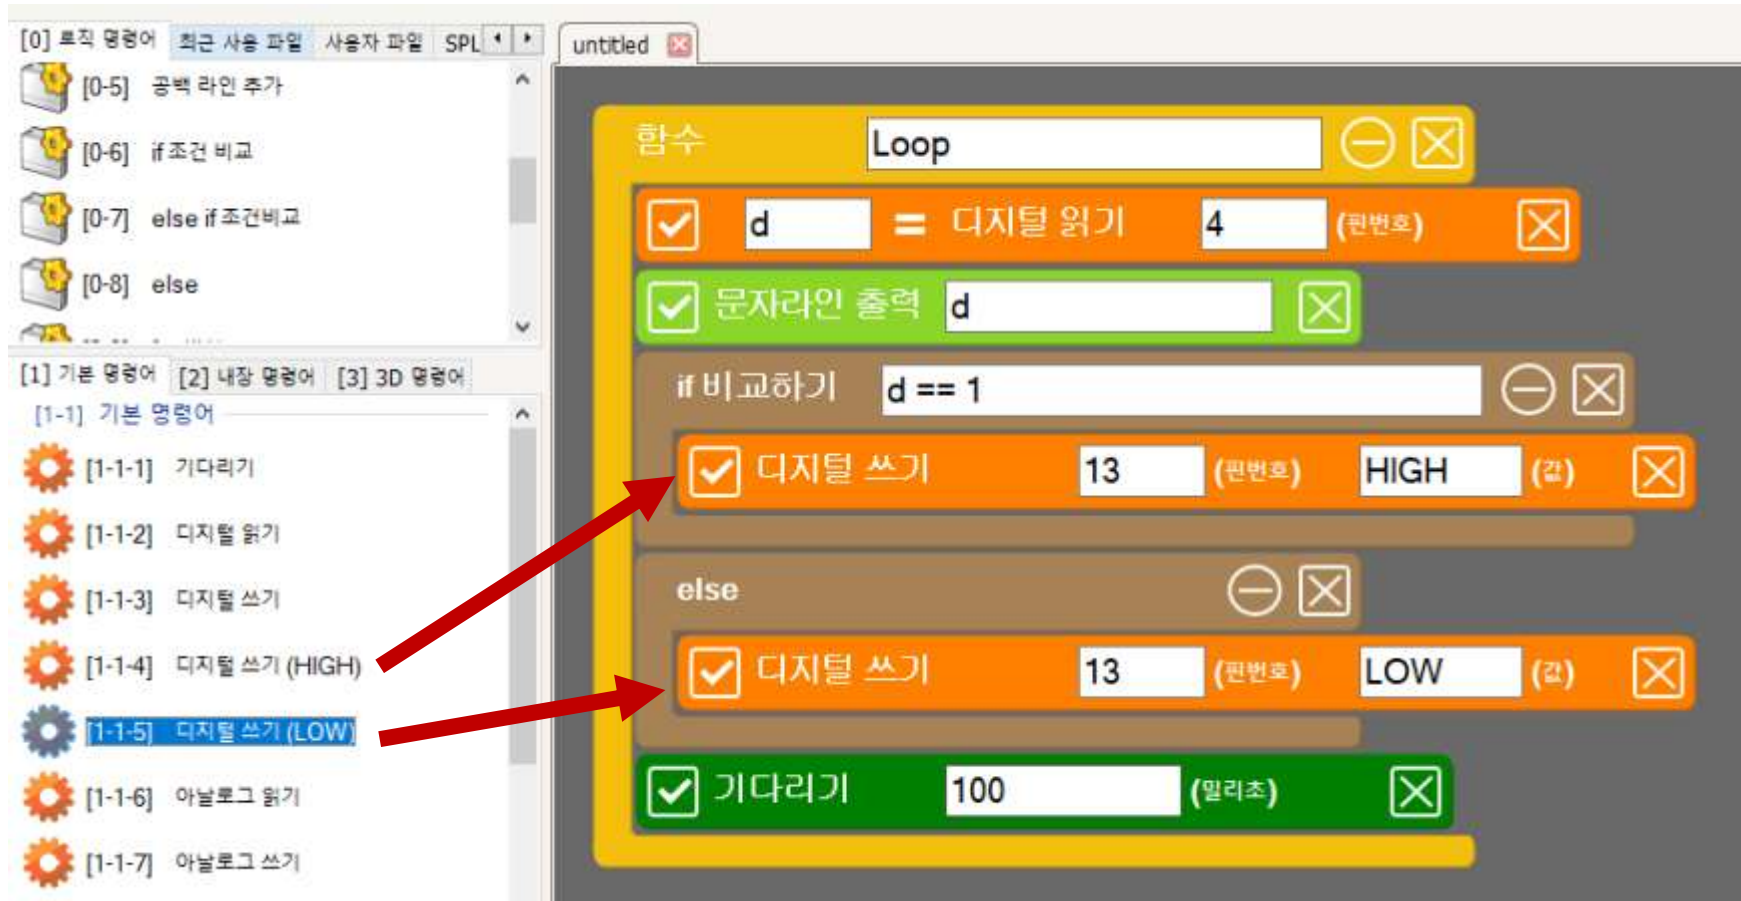 [0] 로직 명령어 최근 사용 파일 사용자 파일 SPL
[0-5] 공백 라인 추가
[0-6] if 조건 비교
[0-7] else if 조건비교
[0-8] else
[1] 기본 명령어 [2] 내장 명령어 [3] 3D 명령어
[1-1] 기본 명령어
[1-1-1] 기다리기
[1-1-2] 디지털 읽기
[1-1-3] 디지털 쓰기
[1-1-4] 디지털 쓰기 (HIGH)
[1-1-5] 디지털 쓰기 (LOW)
[1-1-6] 아날로그 읽기
[1-1-7] 아날로그 쓰기
untitled
함수 Loop
d = 디지털 읽기 4 (핀번호)
문자라인 출력 d
if 비교하기 d == 1
디지털 쓰기 13 (핀번호) HIGH (값)
else
디지털 쓰기 13 (핀번호) LOW (값)
기다리기 100 (밀리초)